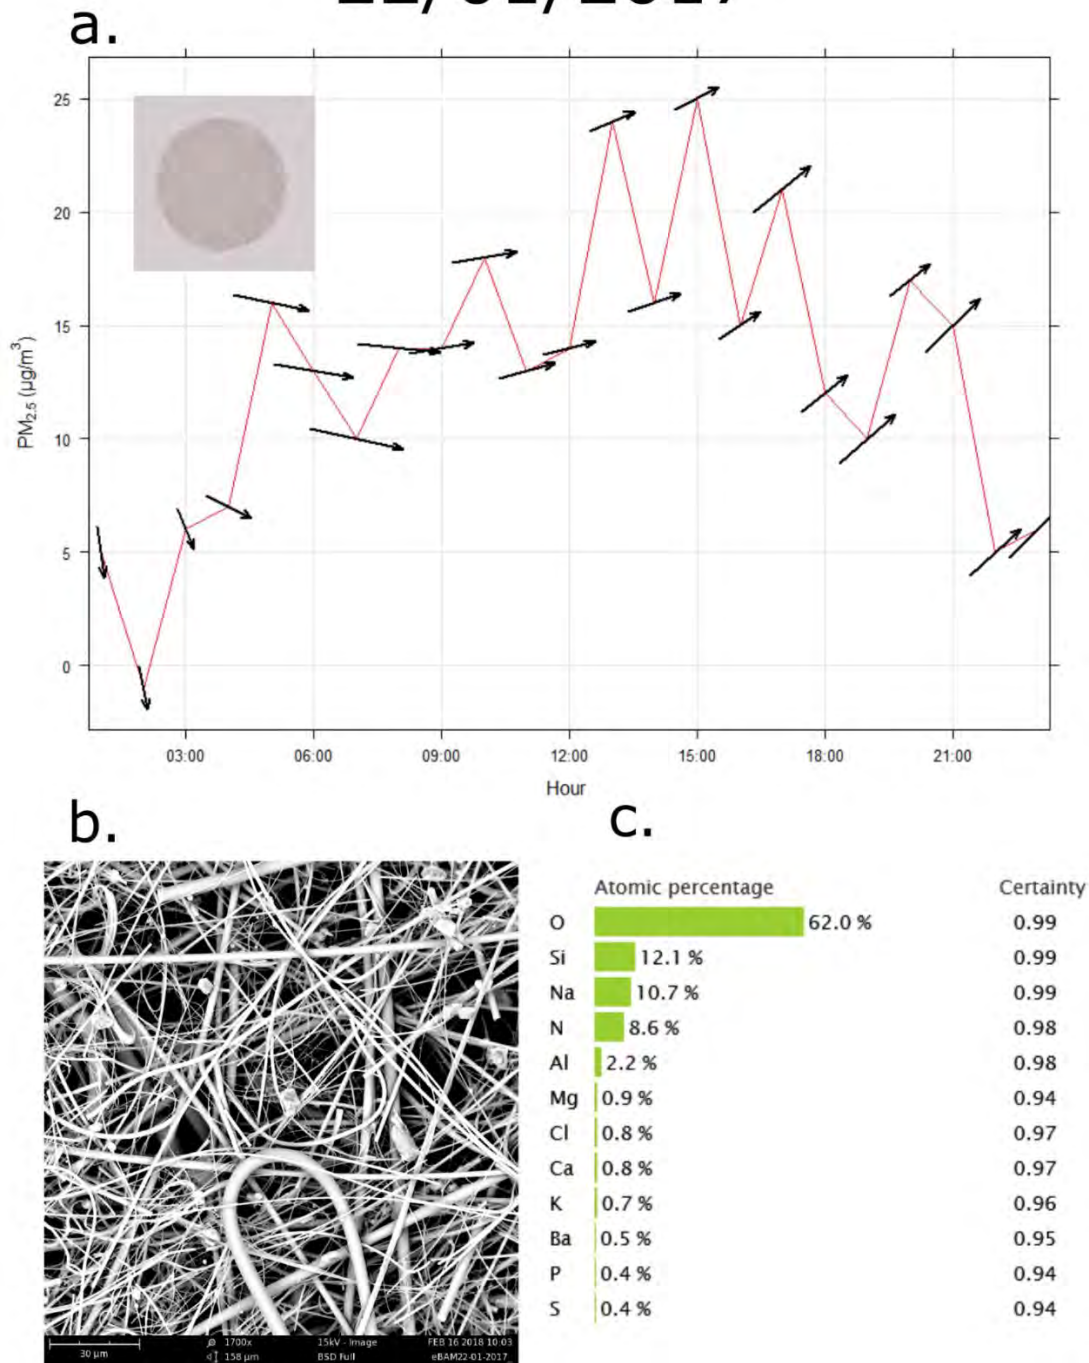 a.
25
20
15
10
5
0
PM2.5 (µg/m3)
03:00 06:00 09:00 12:00 15:00 18:00 21:00
Hour
b.
c.
Atomic percentage Certainty
O 62.0 % 0.99
Si 12.1 % 0.99
Na 10.7 % 0.99
N 8.6 % 0.98
Al 2.2 % 0.98
Mg 0.9 % 0.94
Cl 0.8 % 0.97
Ca 0.8 % 0.97
K 0.7 % 0.96
Ba 0.5 % 0.95
P 0.4 % 0.94
S 0.4 % 0.94
30 µm
1700x 15kV - Image FEB 16 2018 10:03
158 µm BSD Full eBAM22-01-2017_